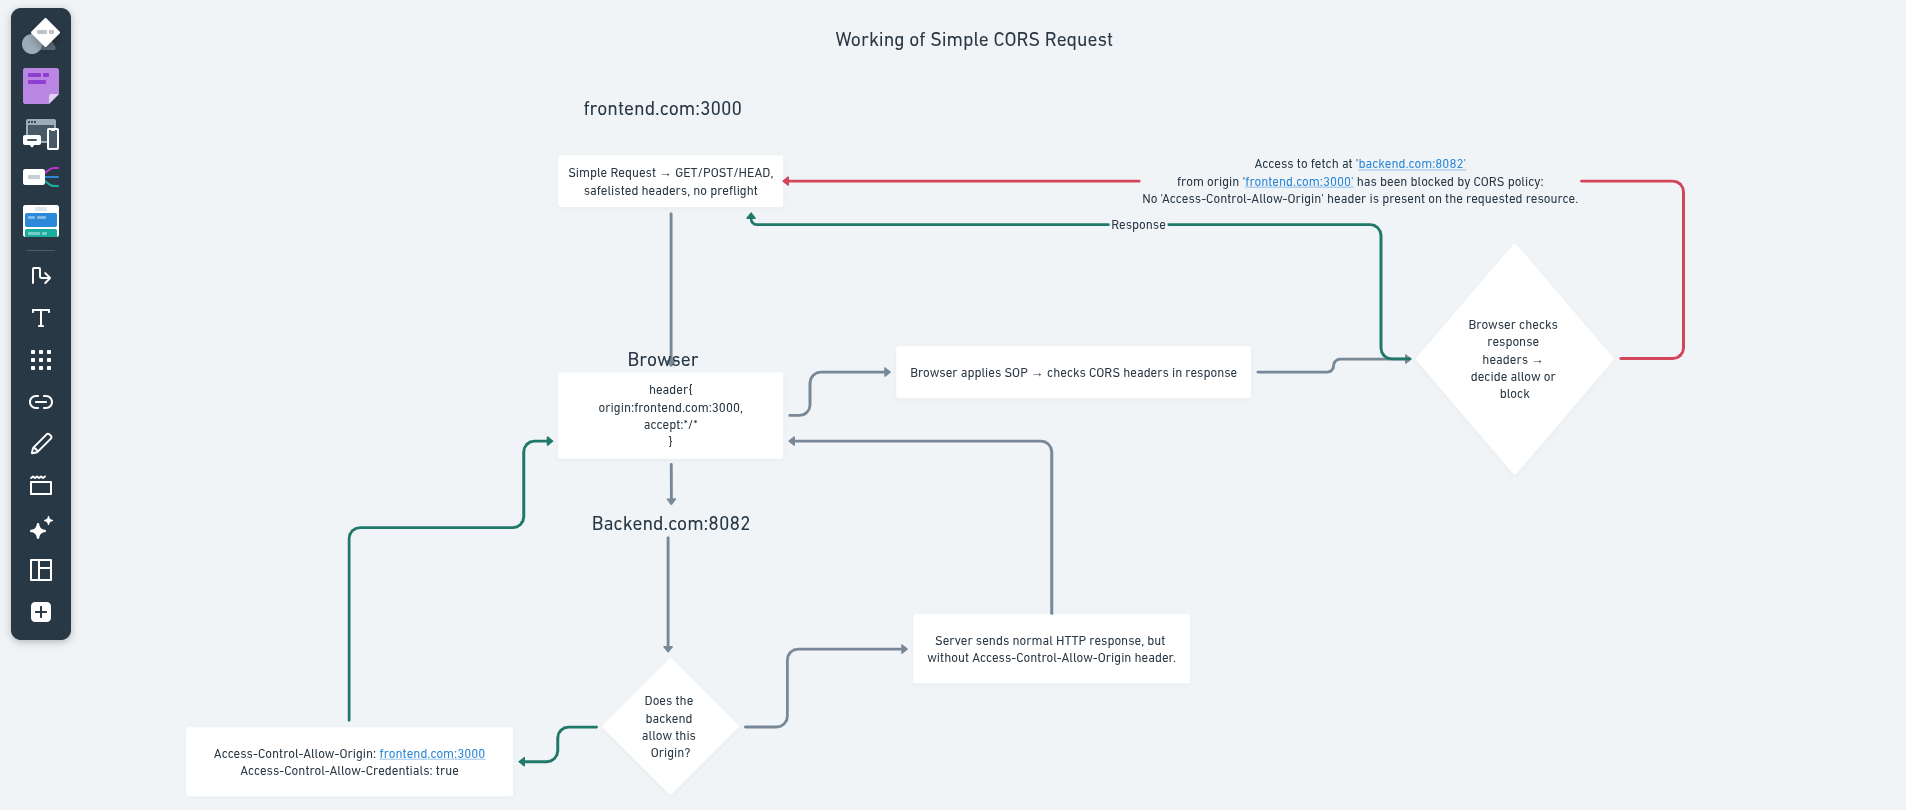 Working of Simple CORS Request
frontend.com:3000
Simple Request → GET/POST/HEAD,
safelisted headers, no preflight
Access to fetch at 'backend.com:8082'
from origin 'frontend.com:3000' has been blocked by CORS policy:
No 'Access-Control-Allow-Origin' header is present on the requested resource.
Response
Browser
header{
origin:frontend.com:3000,
accept:*/*
}
Browser applies SOP → checks CORS headers in response
Browser checks
response
headers →
decide allow or
block
Backend.com:8082
Server sends normal HTTP response, but
without Access-Control-Allow-Origin header.
Does the
backend
allow this
Origin?
Access-Control-Allow-Origin: frontend.com:3000
Access-Control-Allow-Credentials: true